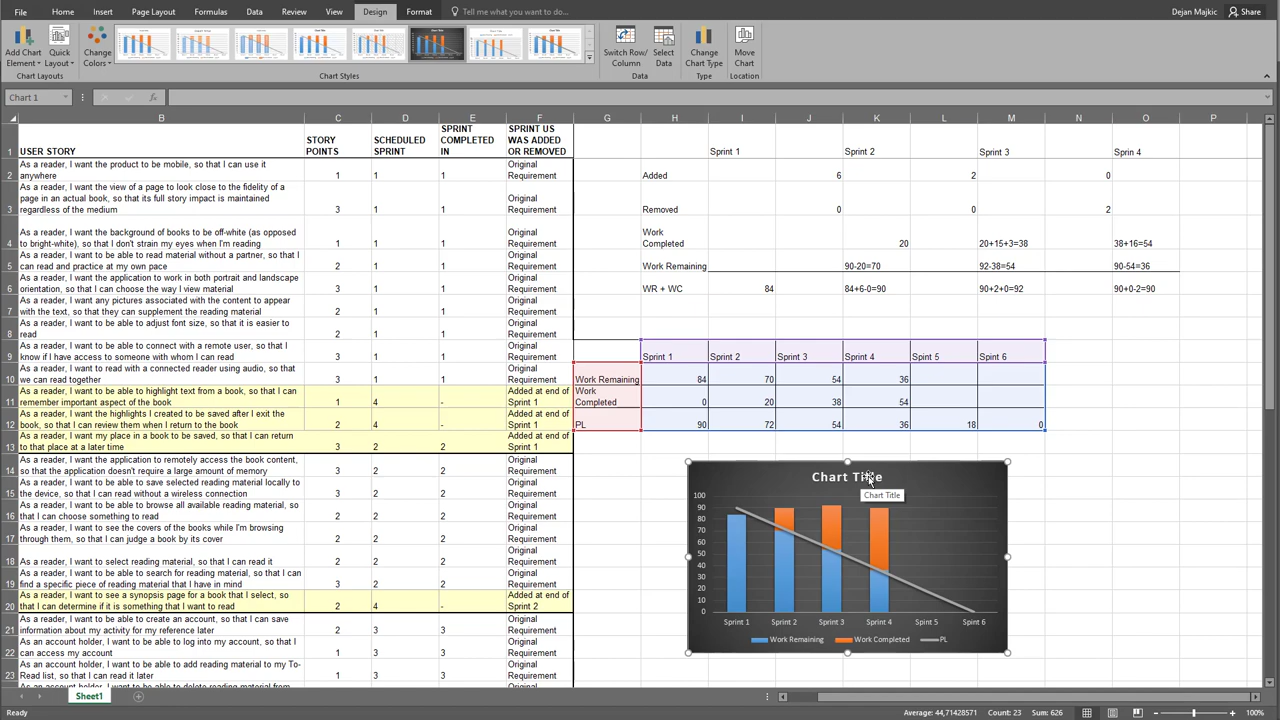 File Home Insert Page Layout Formulas Data Review View Design Format Tell me what you want to do... Dejan Majkic Share
Add Chart Element Quick Layout Change Colors Switch Row/ Column Select Data Change Chart Type Move Chart
Chart Layouts Chart Styles Data Type Location
Chart 1 fx
B C D E F G H I J K L M N O P
1 USER STORY STORY POINTS SCHEDULED SPRINT SPRINT COMPLETED IN SPRINT US WAS ADDED OR REMOVED Sprint 1 Sprint 2 Sprint 3 Sprin 4
2 As a reader, I want the product to be mobile, so that I can use it anywhere 1 1 1 Original Requirement Added 6 2 0
3 As a reader, I want the view of a page to look close to the fidelity of a page in an actual book, so that its full story impact is maintained regardless of the medium 3 1 1 Original Requirement Removed 0 0 2
4 As a reader, I want the background of books to be off-white (as opposed to bright-white), so that I don't strain my eyes when I'm reading 1 1 1 Original Requirement Work Completed 20 20+15+3=38 38+16=54
5 As a reader, I want to be able to read material without a partner, so that I can read and practice at my own pace 2 1 1 Original Requirement Work Remaining 90-20=70 92-38=54 90-54=36
6 As a reader, I want the application to work in both portrait and landscape orientation, so that I can choose the way I view material 3 1 1 Original Requirement WR + WC 84 84+6-0=90 90+2+0=92 90+0-2=90
7 As a reader, I want any pictures associated with the content to appear with the text, so that they can supplement the reading material 2 1 1 Original Requirement
8 As a reader, I want to be able to adjust font size, so that it is easier to read 2 1 1 Original Requirement
9 As a reader, I want to be able to connect with a remote user, so that I know if I have access to someone with whom I can read 3 1 1 Original Requirement Sprint 1 Sprint 2 Sprint 3 Sprint 4 Sprint 5 Sprint 6
10 As a reader, I want to read with a connected reader using audio, so that we can read together 3 1 1 Original Requirement Work Remaining 84 70 54 36
11 As a reader, I want to be able to highlight text from a book, so that I can remember important aspect of the book 1 4 - Added at end of Sprint 1 Work Completed 0 20 38 54
12 As a reader, I want the highlights I created to be saved after I exit the book, so that I can review them when I return to the book 2 4 - Added at end of Sprint 1 PL 90 72 54 36 18 0
13 As a reader, I want my place in a book to be saved, so that I can return to that place at a later time 3 2 2 Added at end of Sprint 1
14 As a reader, I want the application to remotely access the book content, so that the application doesn't require a large amount of memory 3 2 2 Original Requirement
15 As a reader, I want to be able to save selected reading material locally to the device, so that I can read without a wireless connection 3 2 2 Original Requirement
16 As a reader, I want to be able to browse all available reading material, so that I can choose something to read 2 2 2 Original Requirement
17 As a reader, I want to see the covers of the books while I'm browsing through them, so that I can judge a book by its cover 2 2 2 Original Requirement
18 As a reader, I want to select reading material, so that I can read it 2 2 2 Original Requirement
19 As a reader, I want to be able to search for reading material, so that I can find a specific piece of reading material that I have in mind 3 2 2 Original Requirement
20 As a reader, I want to see a synopsis page for a book that I select, so that I can determine if it is something that I want to read 2 4 - Added at end of Sprint 2
21 As a reader, I want to be able to create an account, so that I can save information about my activity for my reference later 2 3 3 Original Requirement
22 As an account holder, I want to be able to log into my account, so that I can access my account 1 3 3 Original Requirement
23 As an account holder, I want to be able to add reading material to my To-Read list, so that I can read it later 1 3 3 Original Requirement
As an account holder, I want to be able to delete reading material from Original
Chart Title
Chart Title
100
90
80
70
60
50
40
30
20
10
0
Sprint 1 Sprint 2 Sprint 3 Sprint 4 Sprint 5 Sprint 6
Work Remaining Work Completed PL
Sheet1
Ready Average: 44,71428571 Count: 23 Sum: 626 100%